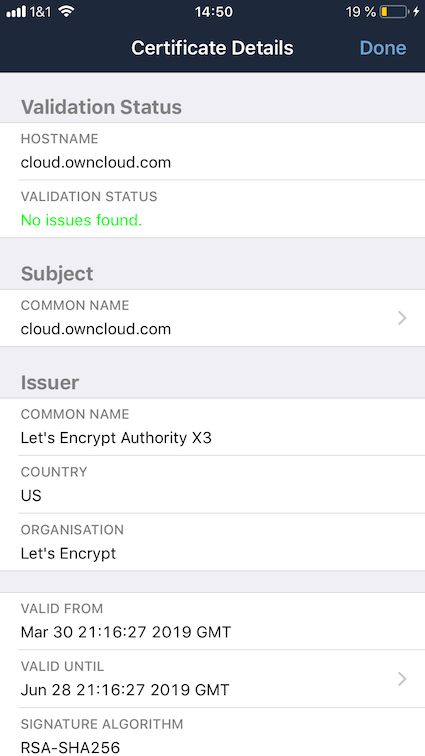 1&1 14:50 19 %
Certificate Details Done
Validation Status
HOSTNAME
cloud.owncloud.com
VALIDATION STATUS
No issues found.
Subject
COMMON NAME
cloud.owncloud.com
Issuer
COMMON NAME
Let's Encrypt Authority X3
COUNTRY
US
ORGANISATION
Let's Encrypt
VALID FROM
Mar 30 21:16:27 2019 GMT
VALID UNTIL
Jun 28 21:16:27 2019 GMT
SIGNATURE ALGORITHM
RSA-SHA256